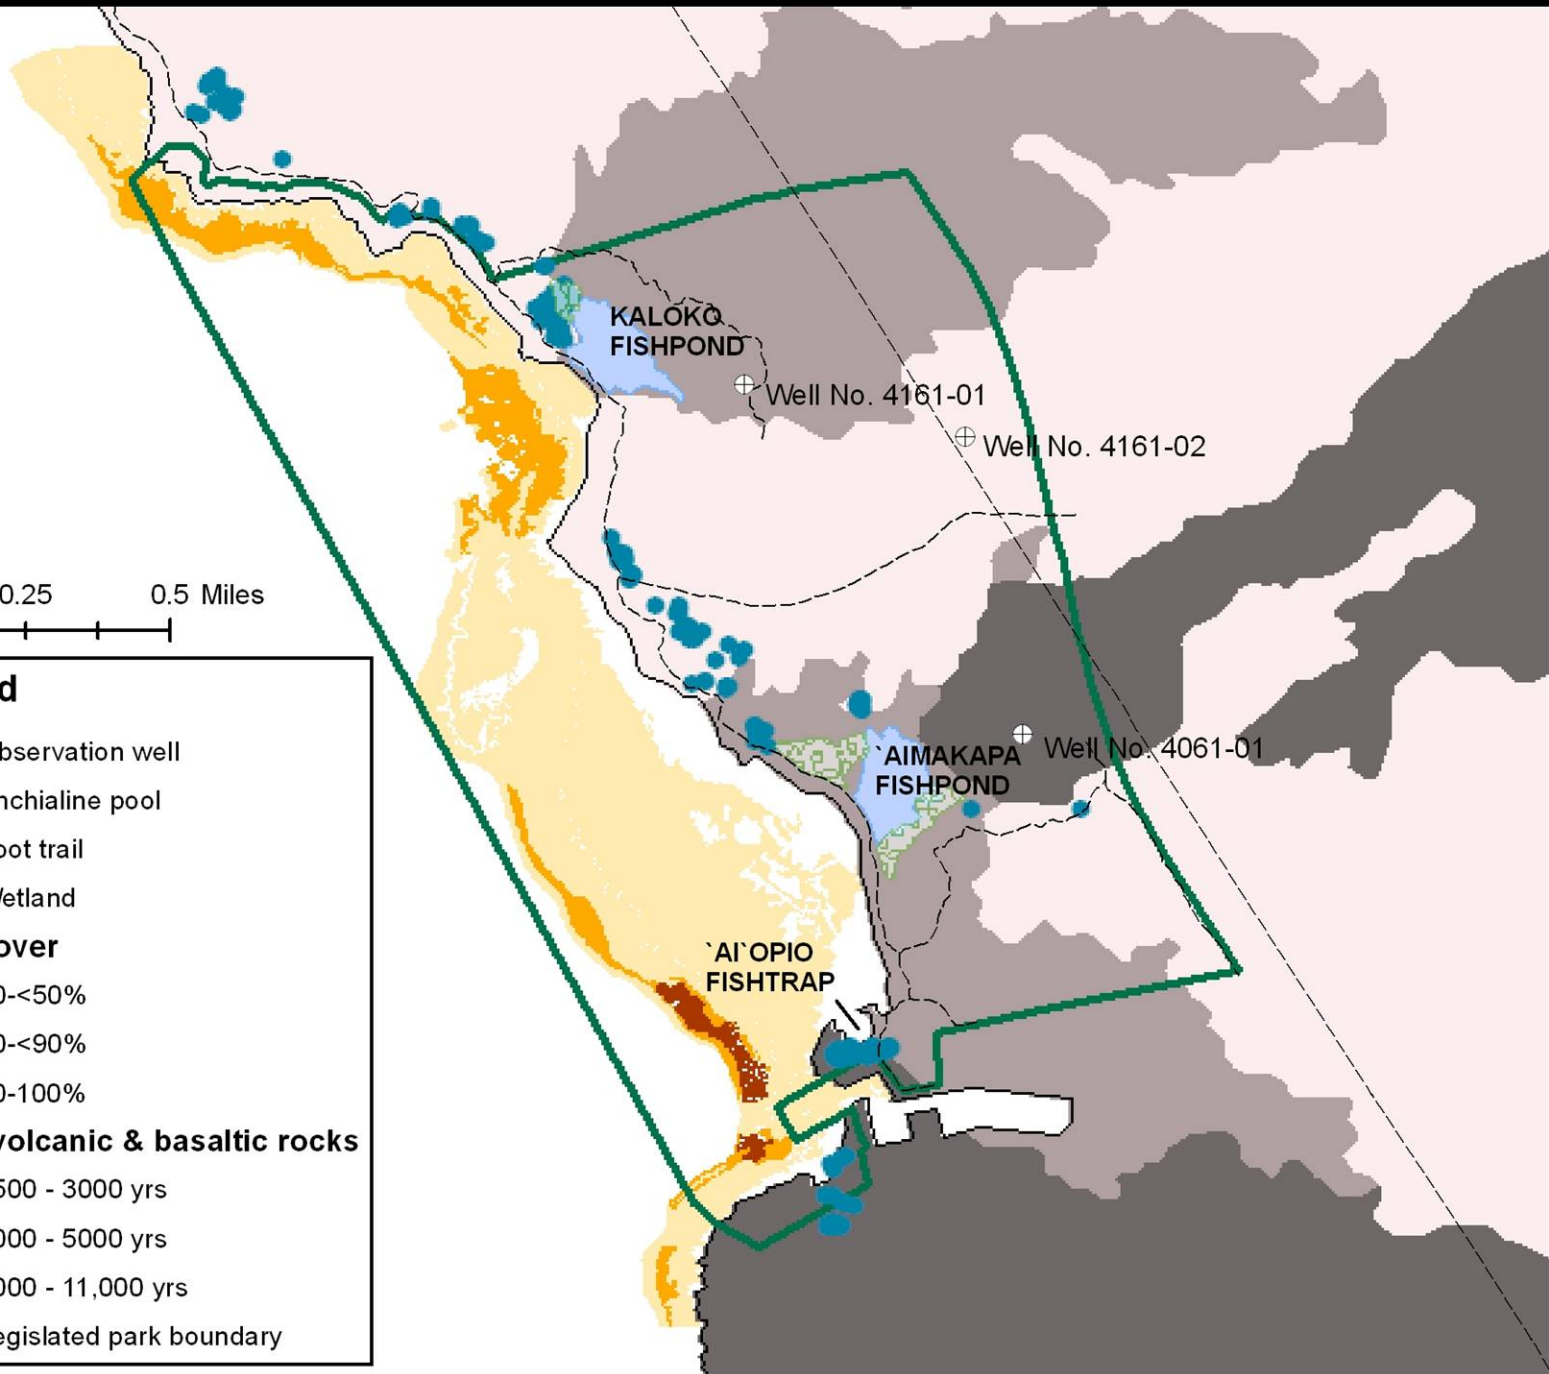 KALOKO
FISHPOND
Well No. 4161-01
Well No. 4161-02
0.25 0.5 Miles
d
bservation well
nchialine pool
oot trail
Wetland
over
0-<50%
0-<90%
0-100%
volcanic & basaltic rocks
500 - 3000 yrs
000 - 5000 yrs
000 - 11,000 yrs
egislated park boundary
`AIMAKAPA
FISHPOND
Well No. 4061-01
`AI`OPIO
FISHTRAP